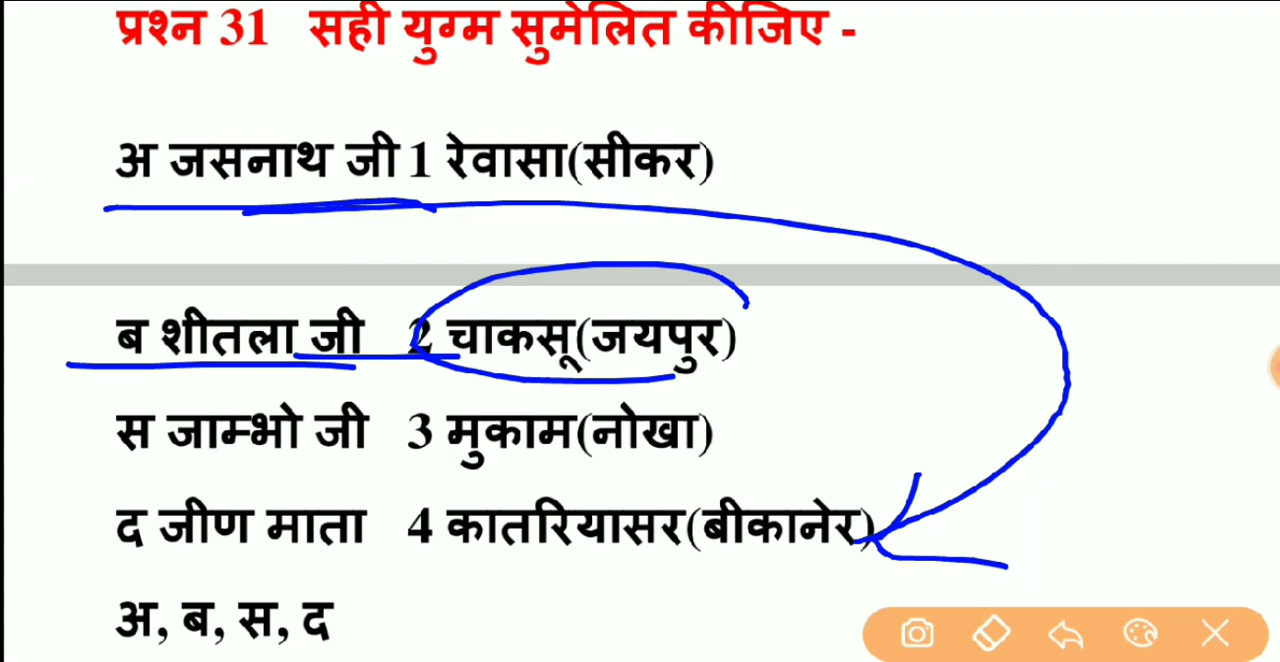 प्रश्न 31 सही युग्म सुमेलित कीजिए -
अ जसनाथ जी 1 रेवासा(सीकर)
ब शीतला जी 2 चाकसू(जयपुर)
स जाम्भो जी 3 मुकाम(नोखा)
द जीण माता 4 कातरियासर(बीकानेर)
अ, ब, स, द